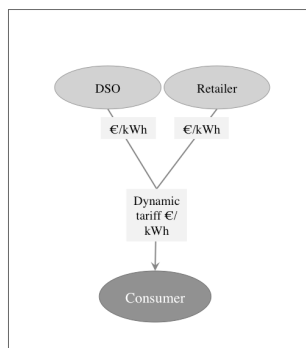 DSO
Retailer
€/kWh
€/kWh
Dynamic
tariff €/
kWh
Consumer